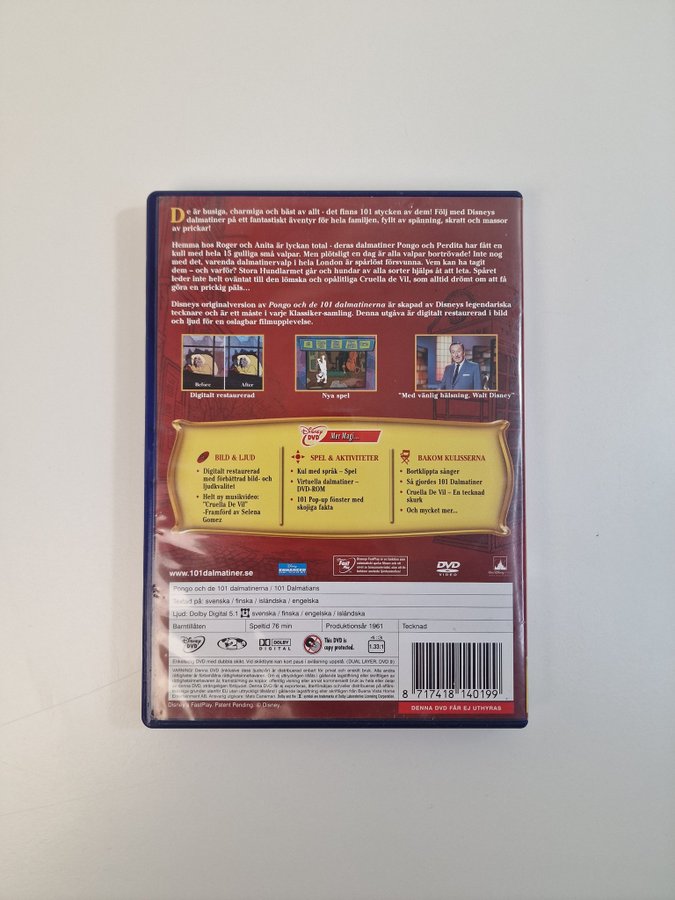 De är busiga, charmiga och bäst av allt - det finns 101 stycken av dem! Följ med Disneys
dalmatiner på ett fantastiskt äventyr för hela familjen, fyllt av spänning, skratt och massor
av prickar!
Hemma hos Roger och Anita är lyckan total - deras dalmatiner Pongo och Perdita har fått en
kull med hela 15 gulliga små valpar. Men plötsligt en dag är alla valpar bortrövade! Inte nog
med det, varenda dalmatinervalp i hela London är spårlöst försvunna. Vem kan ha tagit
dem – och varför? Stora Hundlarmet går och hundar av alla sorter hjälps åt att leta. Spåret
leder inte helt oväntat till den lömska och opålitliga Cruella de Vil, som alltid drömt om att få
göra en prickig päls...
Disneys originalversion av Pongo och de 101 dalmatinerna är skapad av Disneys legendariska
tecknare och är ett måste i varje Klassiker-samling. Denna utgåva är digitalt restaurerad i bild
och ljud för en oslagbar filmupplevelse.
Before After
Digitalt restaurerad
Nya spel
"Med vänlig hälsning, Walt Disney"
Disney DVD Mer Magi...
BILD & LJUD
Digitalt restaurerad
med förbättrad bild- och
ljudkvalitet
Helt ny musikvideo:
"Cruella De Vil"
-Framförd av Selena
Gomez
SPEL & AKTIVITETER
Kul med språk – Spel
Virtuella dalmatiner –
DVD-ROM
101 Pop-up fönster med
skojiga fakta
BAKOM KULISSERNA
Bortklippta sånger
Så gjordes 101 Dalmatiner
Cruella De Vil – En tecknad
skurk
Och mycket mer...
www.101dalmatiner.se
DVD
VIDEO
Pongo och de 101 dalmatinerna / 101 Dalmatians
Textad på: svenska / finska / isländska / engelska
Ljud: Dolby Digital 5.1 svenska / finska / engelska / isländska
Barntillåten Speltid 76 min Produktionsår 1961 Tecknad
Disney DVD
DOLBY
DIGITAL
This DVD is
copy protected.
4:3
1.33:1
8 717418 140199
DENNA DVD FÅR EJ UTHYRAS
Disney's FastPlay. Patent Pending. © Disney.